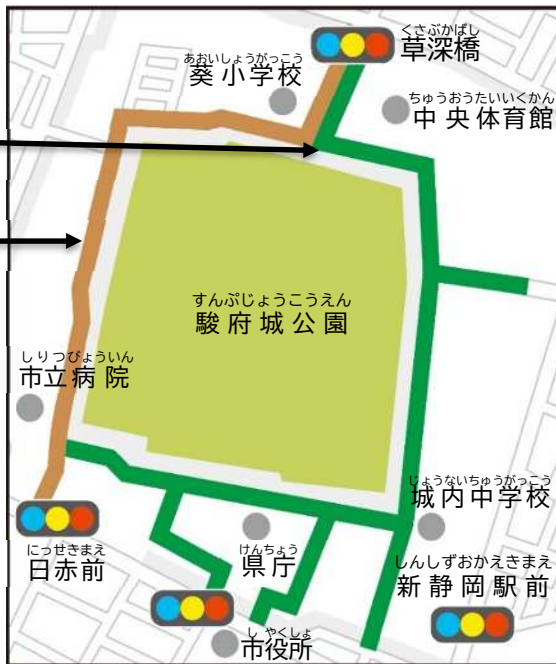 くさぶかばし
草深橋
あおいしょうがっこう
葵小学校
ちゅうおうたいいくかん
中央体育館
すんぷじょうこうえん
駿府城公園
しりつびょういん
市立病院
じょうないちゅうがっこう
城内中学校
にっせきまえ
日赤前
けんちょう
県庁
しんしずおかえきまえ
新静岡駅前
しやくしょ
市役所